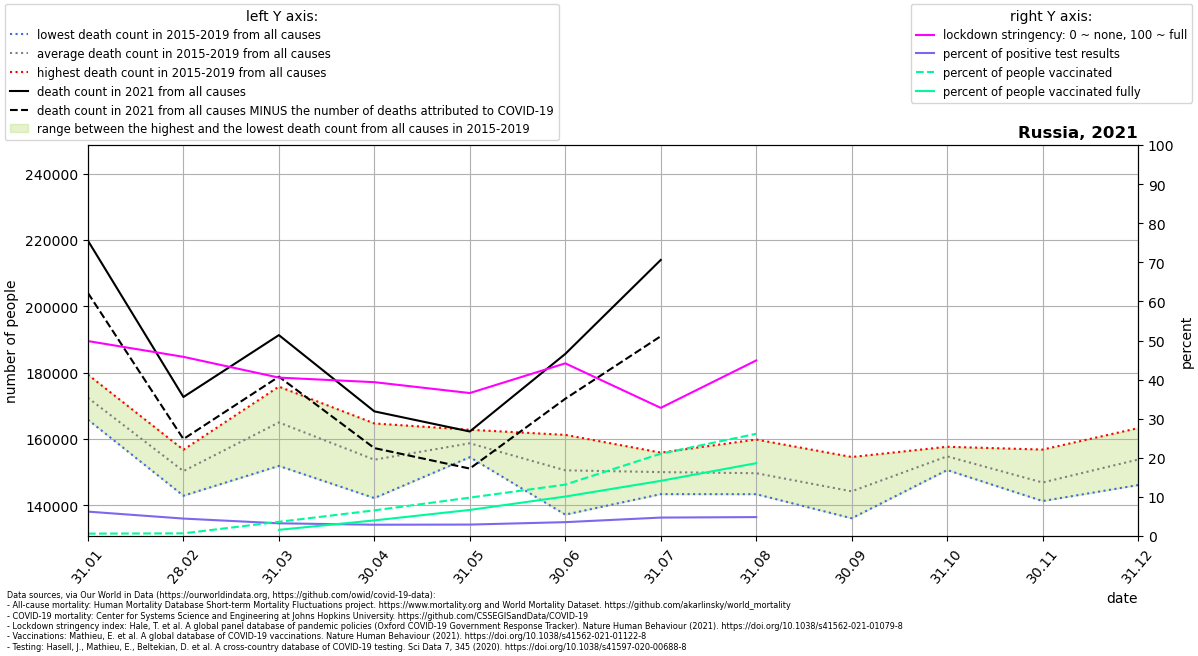 left Y axis:
lowest death count in 2015-2019 from all causes
average death count in 2015-2019 from all causes
highest death count in 2015-2019 from all causes
death count in 2021 from all causes
death count in 2021 from all causes MINUS the number of deaths attributed to COVID-19
range between the highest and the lowest death count from all causes in 2015-2019
right Y axis:
lockdown stringency: 0 ~ none, 100 ~ full
percent of positive test results
percent of people vaccinated
percent of people vaccinated fully
Russia, 2021
number of people
240000
220000
200000
180000
160000
140000
100
90
80
70
60
50
40
30
20
10
0
percent
31.01
28.02
31.03
30.04
31.05
30.06
31.07
31.08
30.09
31.10
30.11
31.12
date
Data sources, via Our World in Data (https://ourworldindata.org, https://github.com/owid/covid-19-data):
- All-cause mortality: Human Mortality Database Short-term Mortality Fluctuations project. https://www.mortality.org and World Mortality Dataset. https://github.com/akarlinsky/world_mortality
- COVID-19 mortality: Center for Systems Science and Engineering at Johns Hopkins University. https://github.com/CSSEGISandData/COVID-19
- Lockdown stringency index: Hale, T. et al. A global panel database of pandemic policies (Oxford COVID-19 Government Response Tracker). Nature Human Behaviour (2021). https://doi.org/10.1038/s41562-021-01079-8
- Vaccinations: Mathieu, E. et al. A global database of COVID-19 vaccinations. Nature Human Behaviour (2021). https://doi.org/10.1038/s41562-021-01122-8
- Testing: Hasell, J., Mathieu, E., Beltekian, D. et al. A cross-country database of COVID-19 testing. Sci Data 7, 345 (2020). https://doi.org/10.1038/s41597-020-00688-8